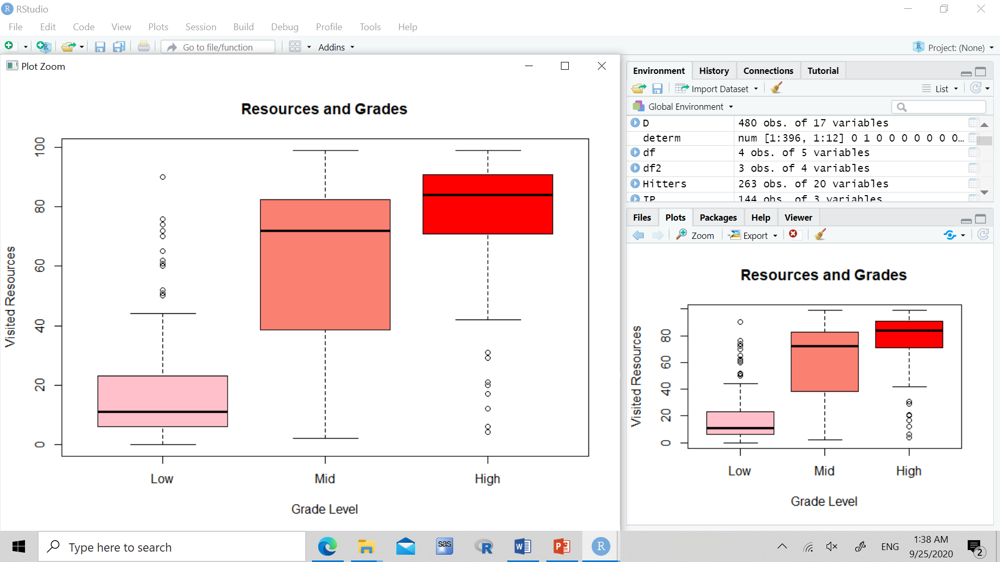 RStudio
File Edit Code View Plots Session Build Debug Profile Tools Help
Go to file/function Addins Project: (None)
Plot Zoom
Resources and Grades
100
80
60
40
20
0
Visited Resources
Low Mid High
Grade Level
Environment History Connections Tutorial
Import Dataset List
Global Environment
D 480 obs. of 17 variables
determ num [1:396, 1:12] 0 1 0 0 0 0 0 0 0...
df 4 obs. of 5 variables
df2 3 obs. of 4 variables
Hitters 263 obs. of 20 variables
IP 144 obs. of 3 variables
Files Plots Packages Help Viewer
Zoom Export
Resources and Grades
80
60
40
20
0
Visited Resources
Low Mid High
Grade Level
Type here to search
sas
R
W
P
R
ENG
1:38 AM
9/25/2020
2